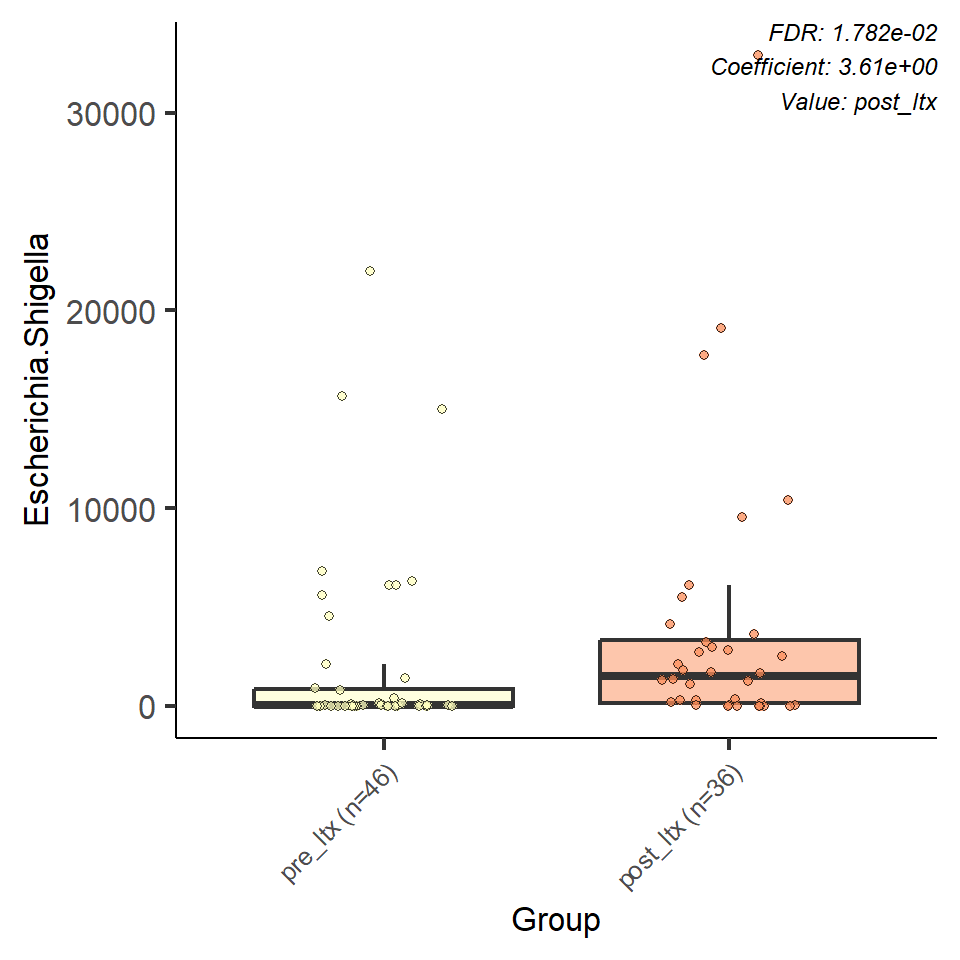 FDR: 1.782e-02
Coefficient: 3.61e+00
Value: post_ltx
Escherichia.Shigella
30000
20000
10000
0
pre_ltx (n=46)
post_ltx (n=36)
Group